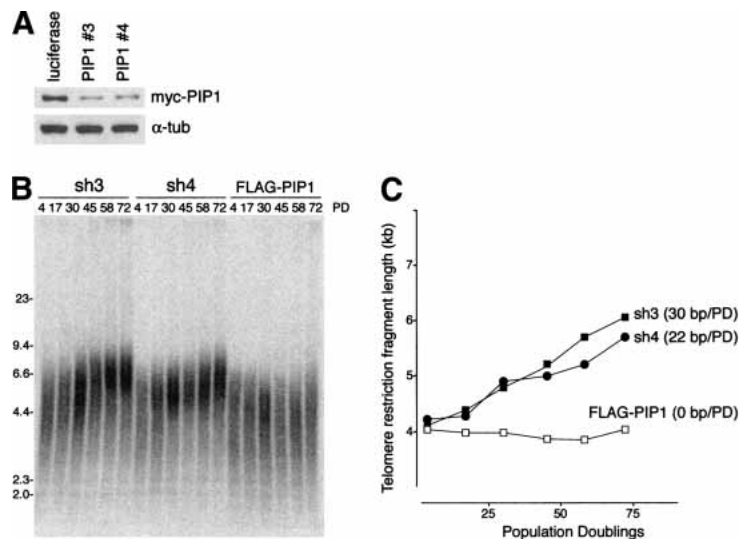 A
luciferase
PIP1 #3
PIP1 #4
myc-PIP1
α-tub
B
sh3 sh4 FLAG-PIP1
4 17 30 45 58 72 4 17 30 45 58 72 4 17 30 45 58 72 PD
23-
9.4-
6.6-
4.4-
2.3-
2.0-
C
Telomere restriction fragment length (kb)
7
6
5
4
sh3 (30 bp/PD)
sh4 (22 bp/PD)
FLAG-PIP1 (0 bp/PD)
25 50 75
Population Doublings